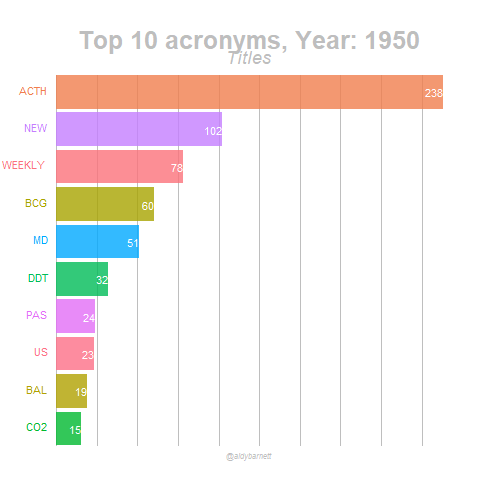 Top 10 acronyms, Year: 1950
Titles
ACTH 238
NEW 102
WEEKLY 78
BCG 60
MD 51
DDT 32
PAS 24
US 23
BAL 19
CO2 15
@aidybarnett